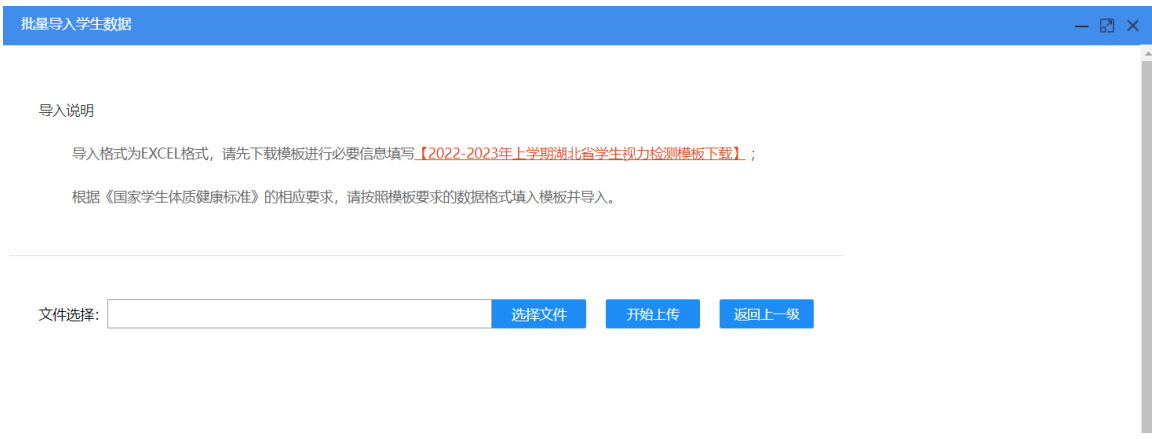 批量导入学生数据
导入说明
导入格式为EXCEL格式，请先下载模板进行必要信息填写【2022-2023年上学期湖北省学生视力检测模板下载】；
根据《国家学生体质健康标准》的相应要求，请按照模板要求的数据格式填入模板并导入。
文件选择： 选择文件 开始上传 返回上一级